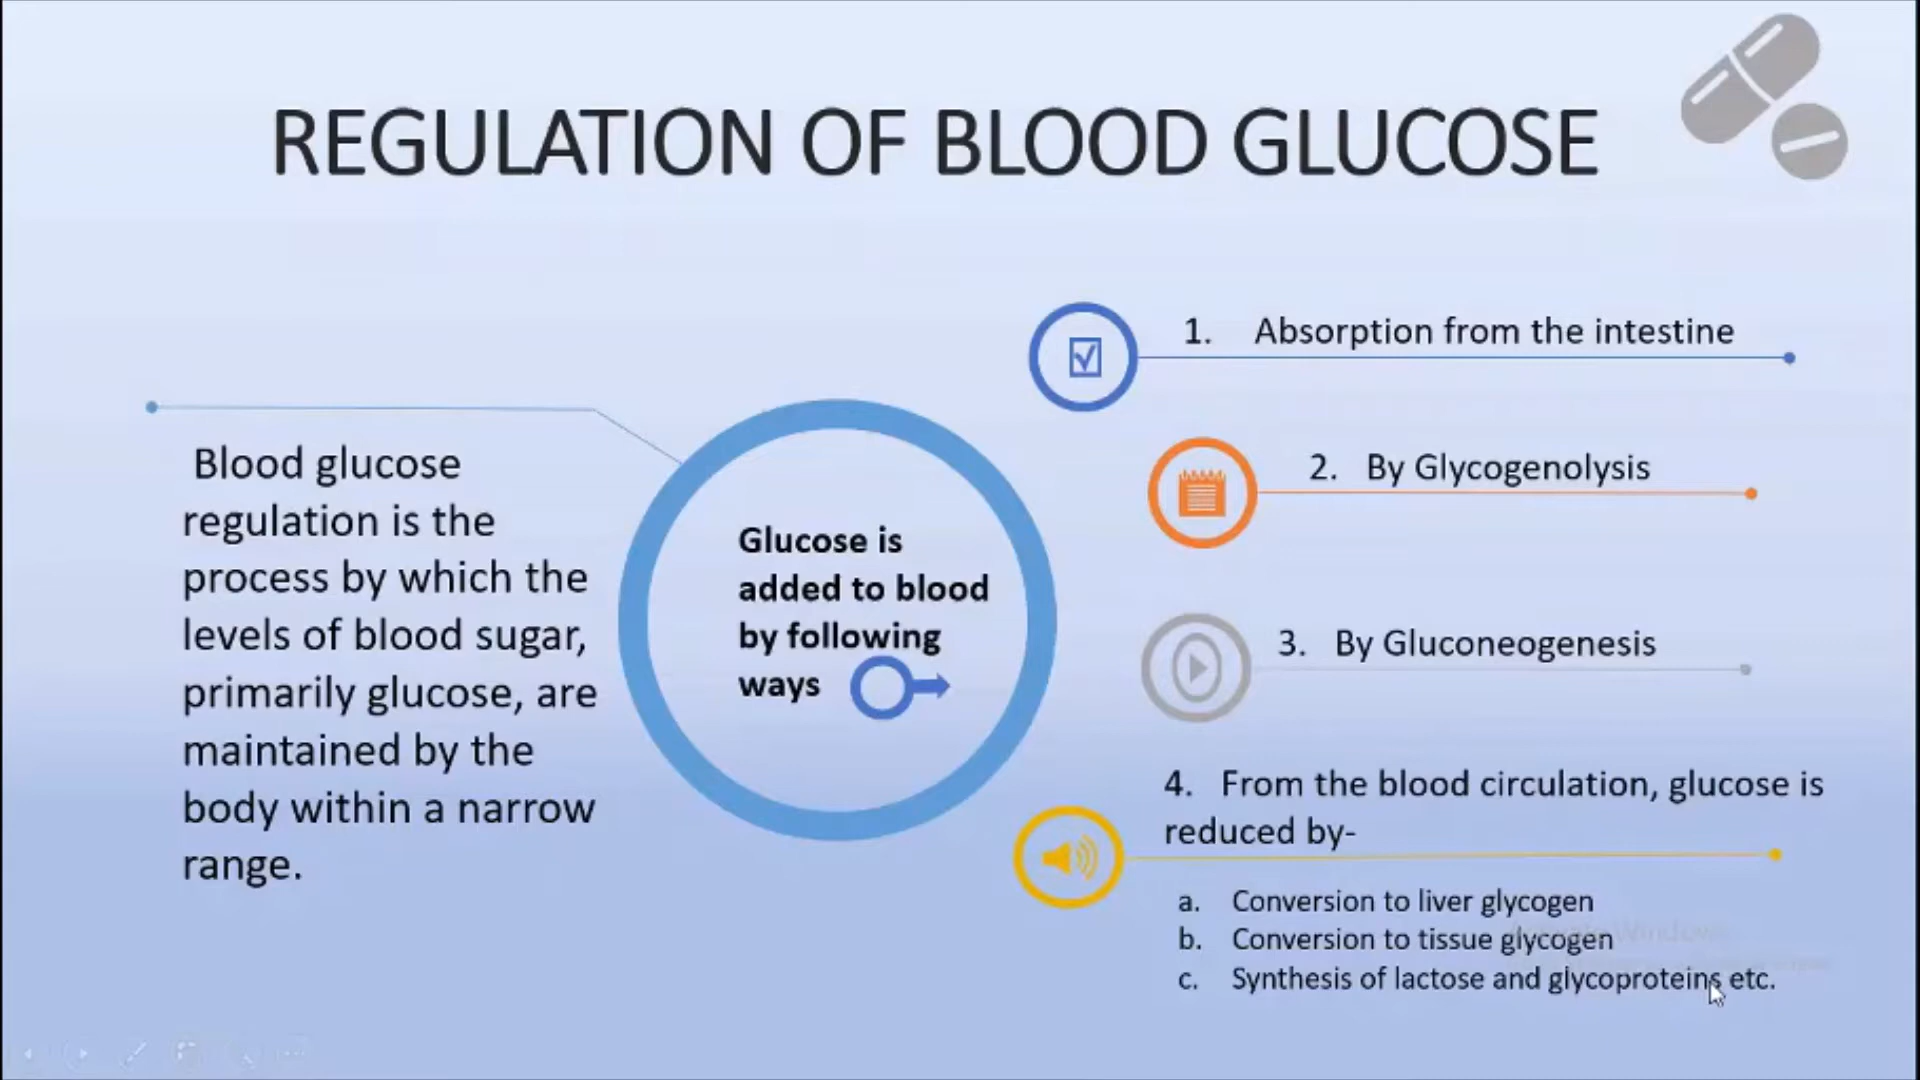 REGULATION OF BLOOD GLUCOSE
Blood glucose
regulation is the
process by which the
levels of blood sugar,
primarily glucose, are
maintained by the
body within a narrow
range.
Glucose is
added to blood
by following
ways
1. Absorption from the intestine
2. By Glycogenolysis
3. By Gluconeogenesis
4. From the blood circulation, glucose is
reduced by-
a. Conversion to liver glycogen
b. Conversion to tissue glycogen
c. Synthesis of lactose and glycoproteins etc.